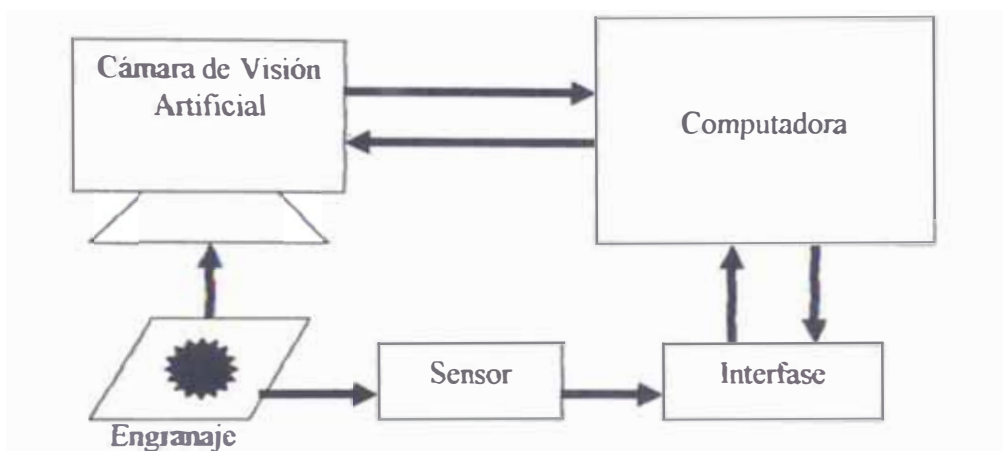 Cámara de Visión
Artificial
Computadora
Sensor
Interfase
Engranaje